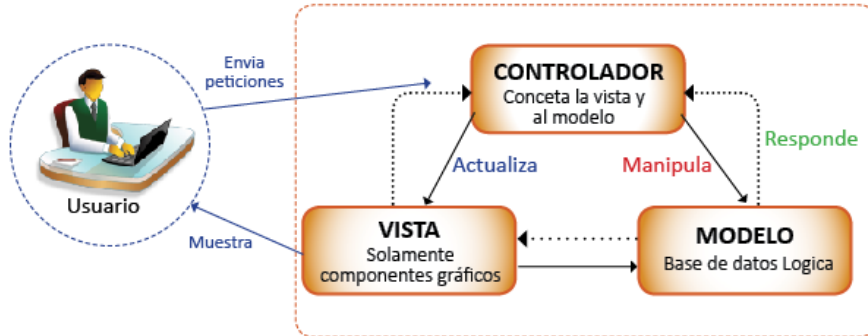 Envia
peticiones
CONTROLADOR
Conceta la vista y
al modelo
Responde
Actualiza
Manipula
Usuario
Muestra
VISTA
Solamente
componentes gráficos
MODELO
Base de datos Logica